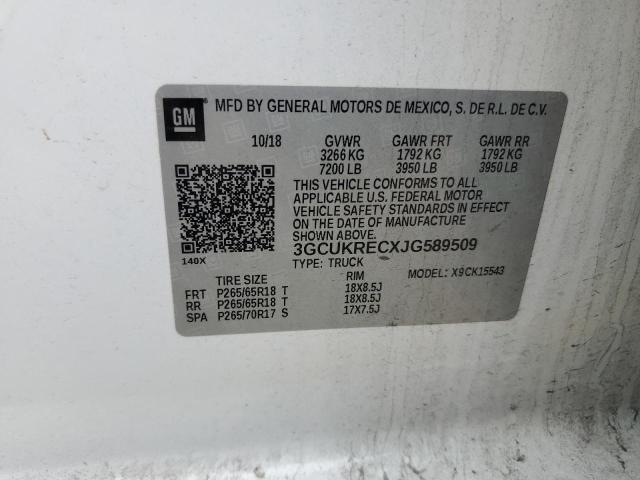 GM
MFD BY GENERAL MOTORS DE MEXICO, S. DE R.L. DE C.V.
10/18 GVWR GAWR FRT GAWR RR
3266 KG 1792 KG 1792 KG
7200 LB 3950 LB 3950 LB
THIS VEHICLE CONFORMS TO ALL
APPLICABLE U.S. FEDERAL MOTOR
VEHICLE SAFETY STANDARDS IN EFFECT
ON THE DATE OF MANUFACTURE
SHOWN ABOVE.
3GCUKRECXJG589509
140X TYPE: TRUCK MODEL: X9CK15543
TIRE SIZE RIM
FRT P265/65R18 T 18X8.5J
RR P265/65R18 T 18X8.5J
SPA P265/70R17 S 17X7.5J